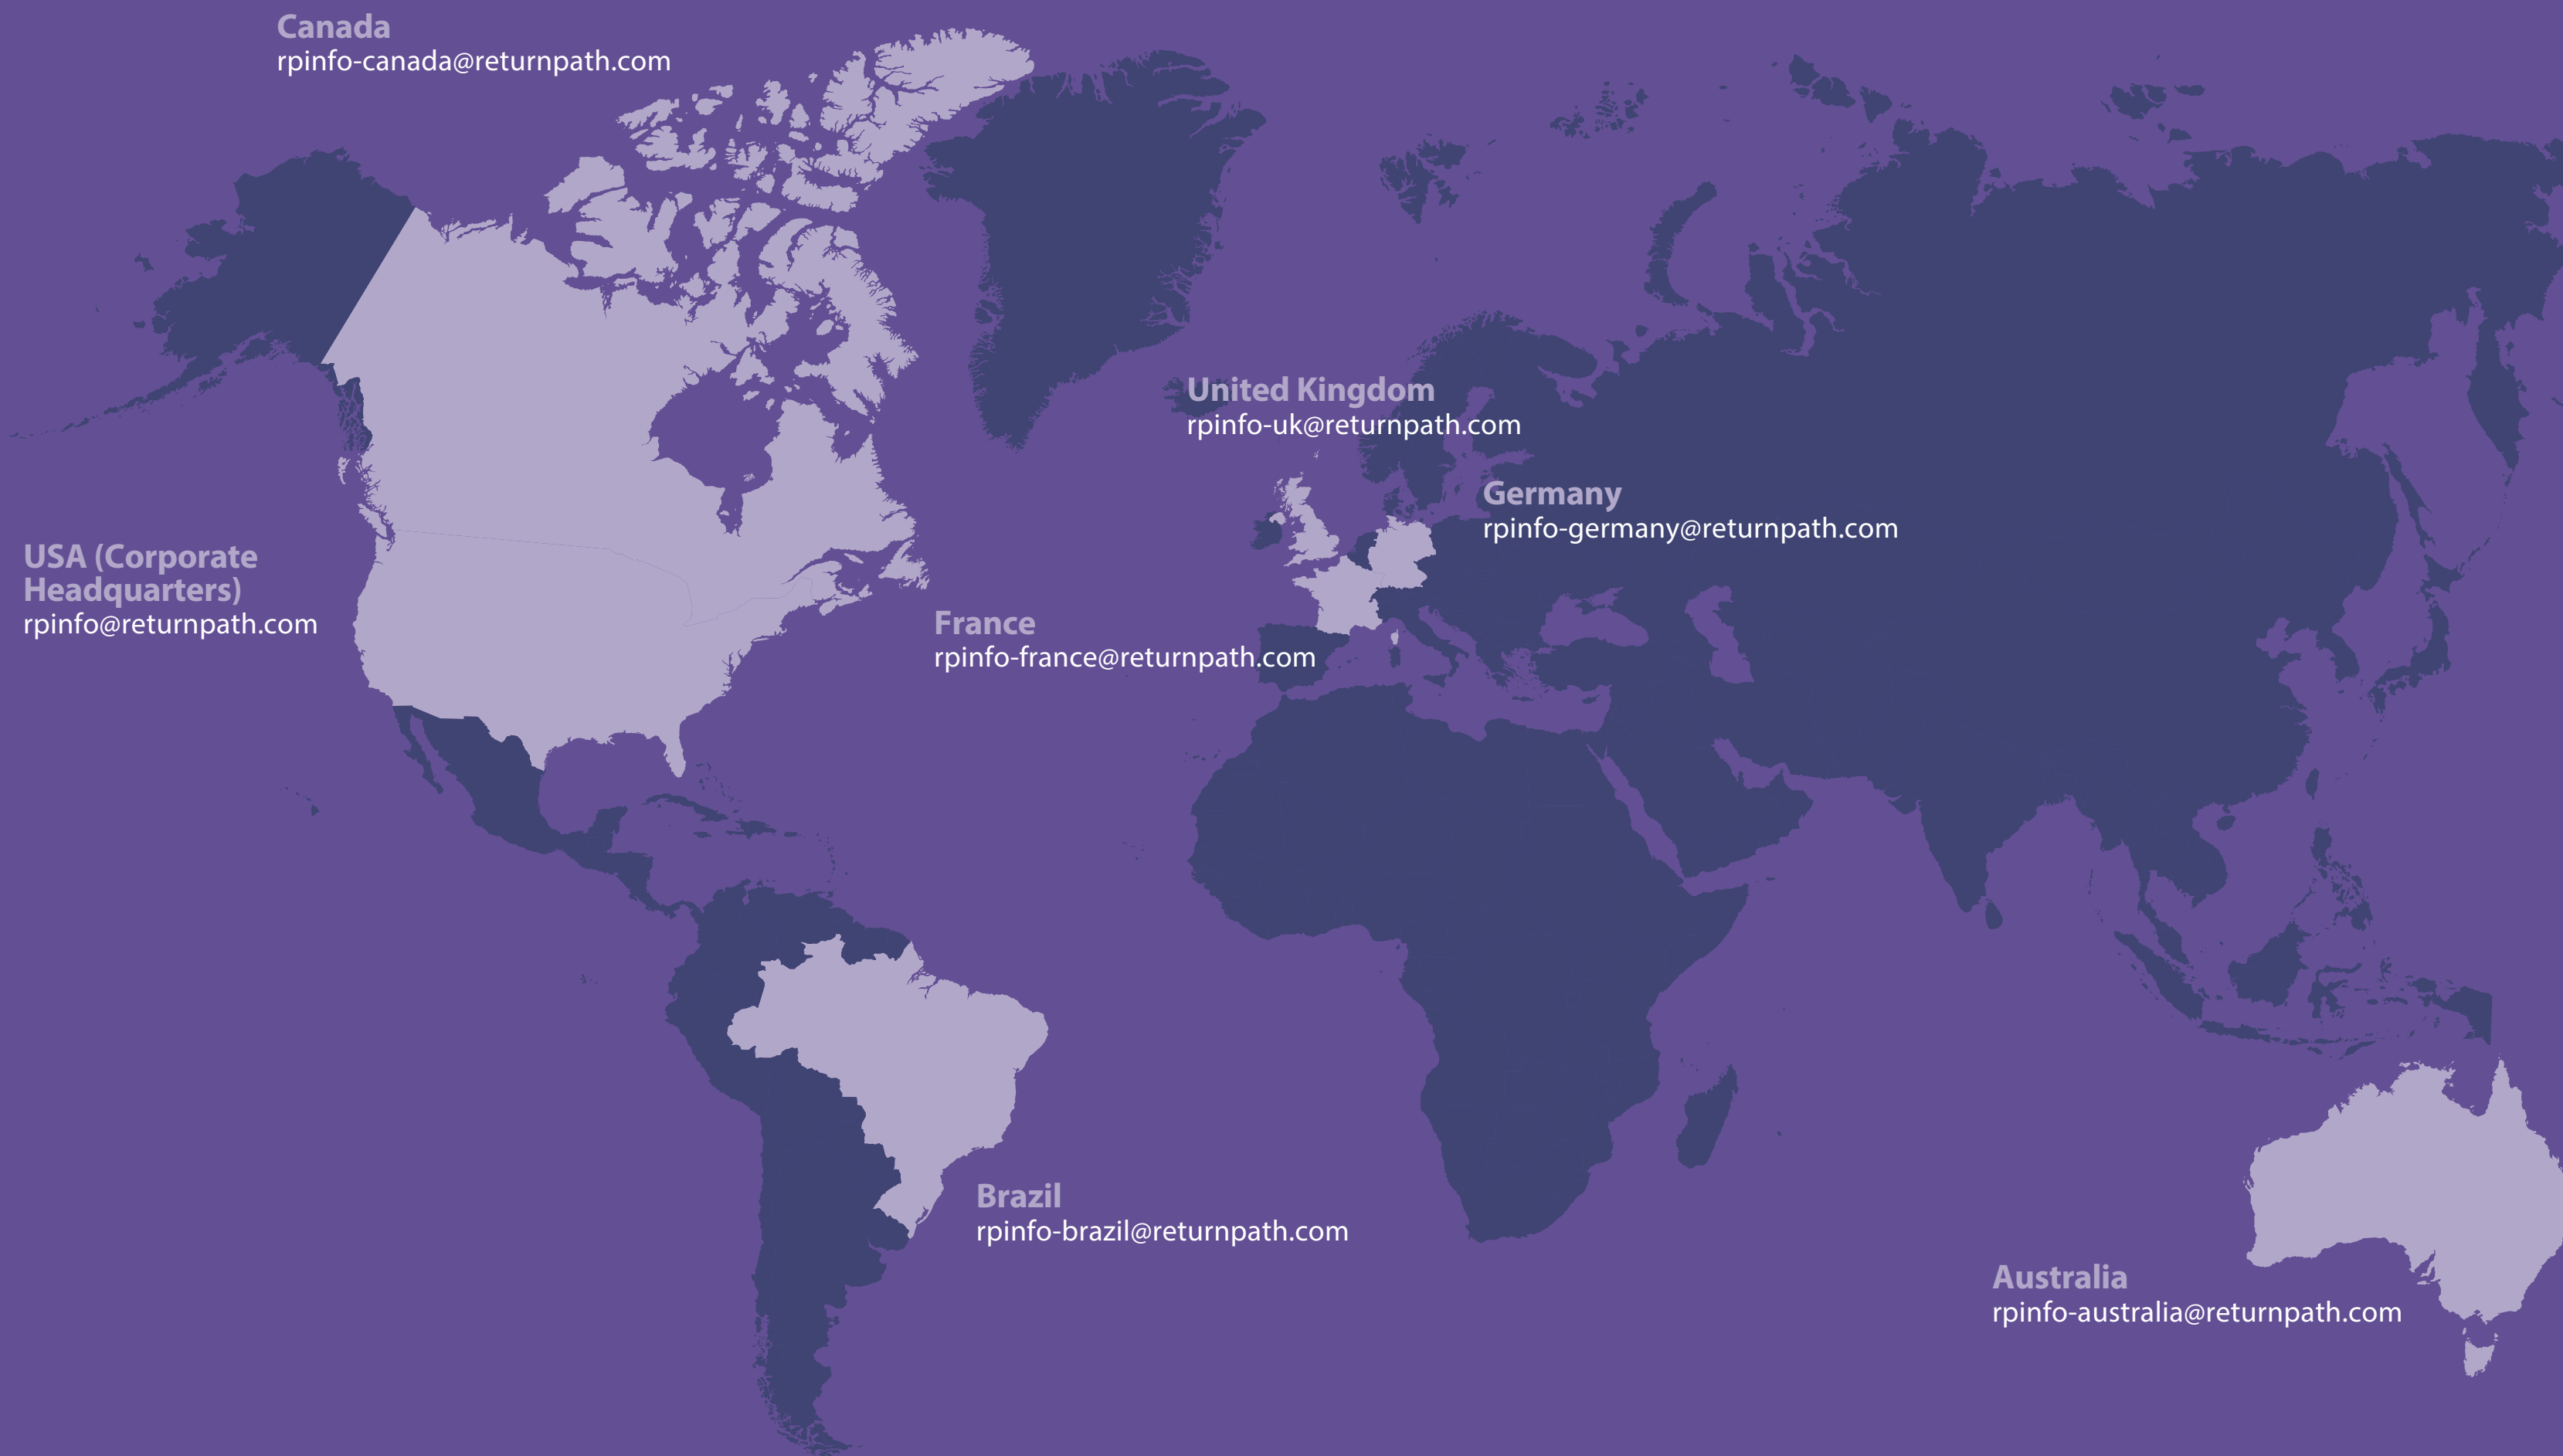 Canada
rpinfo-canada@returnpath.com
United Kingdom
rpinfo-uk@returnpath.com
Germany
rpinfo-germany@returnpath.com
USA (Corporate
Headquarters)
rpinfo@returnpath.com
France
rpinfo-france@returnpath.com
Brazil
rpinfo-brazil@returnpath.com
Australia
rpinfo-australia@returnpath.com